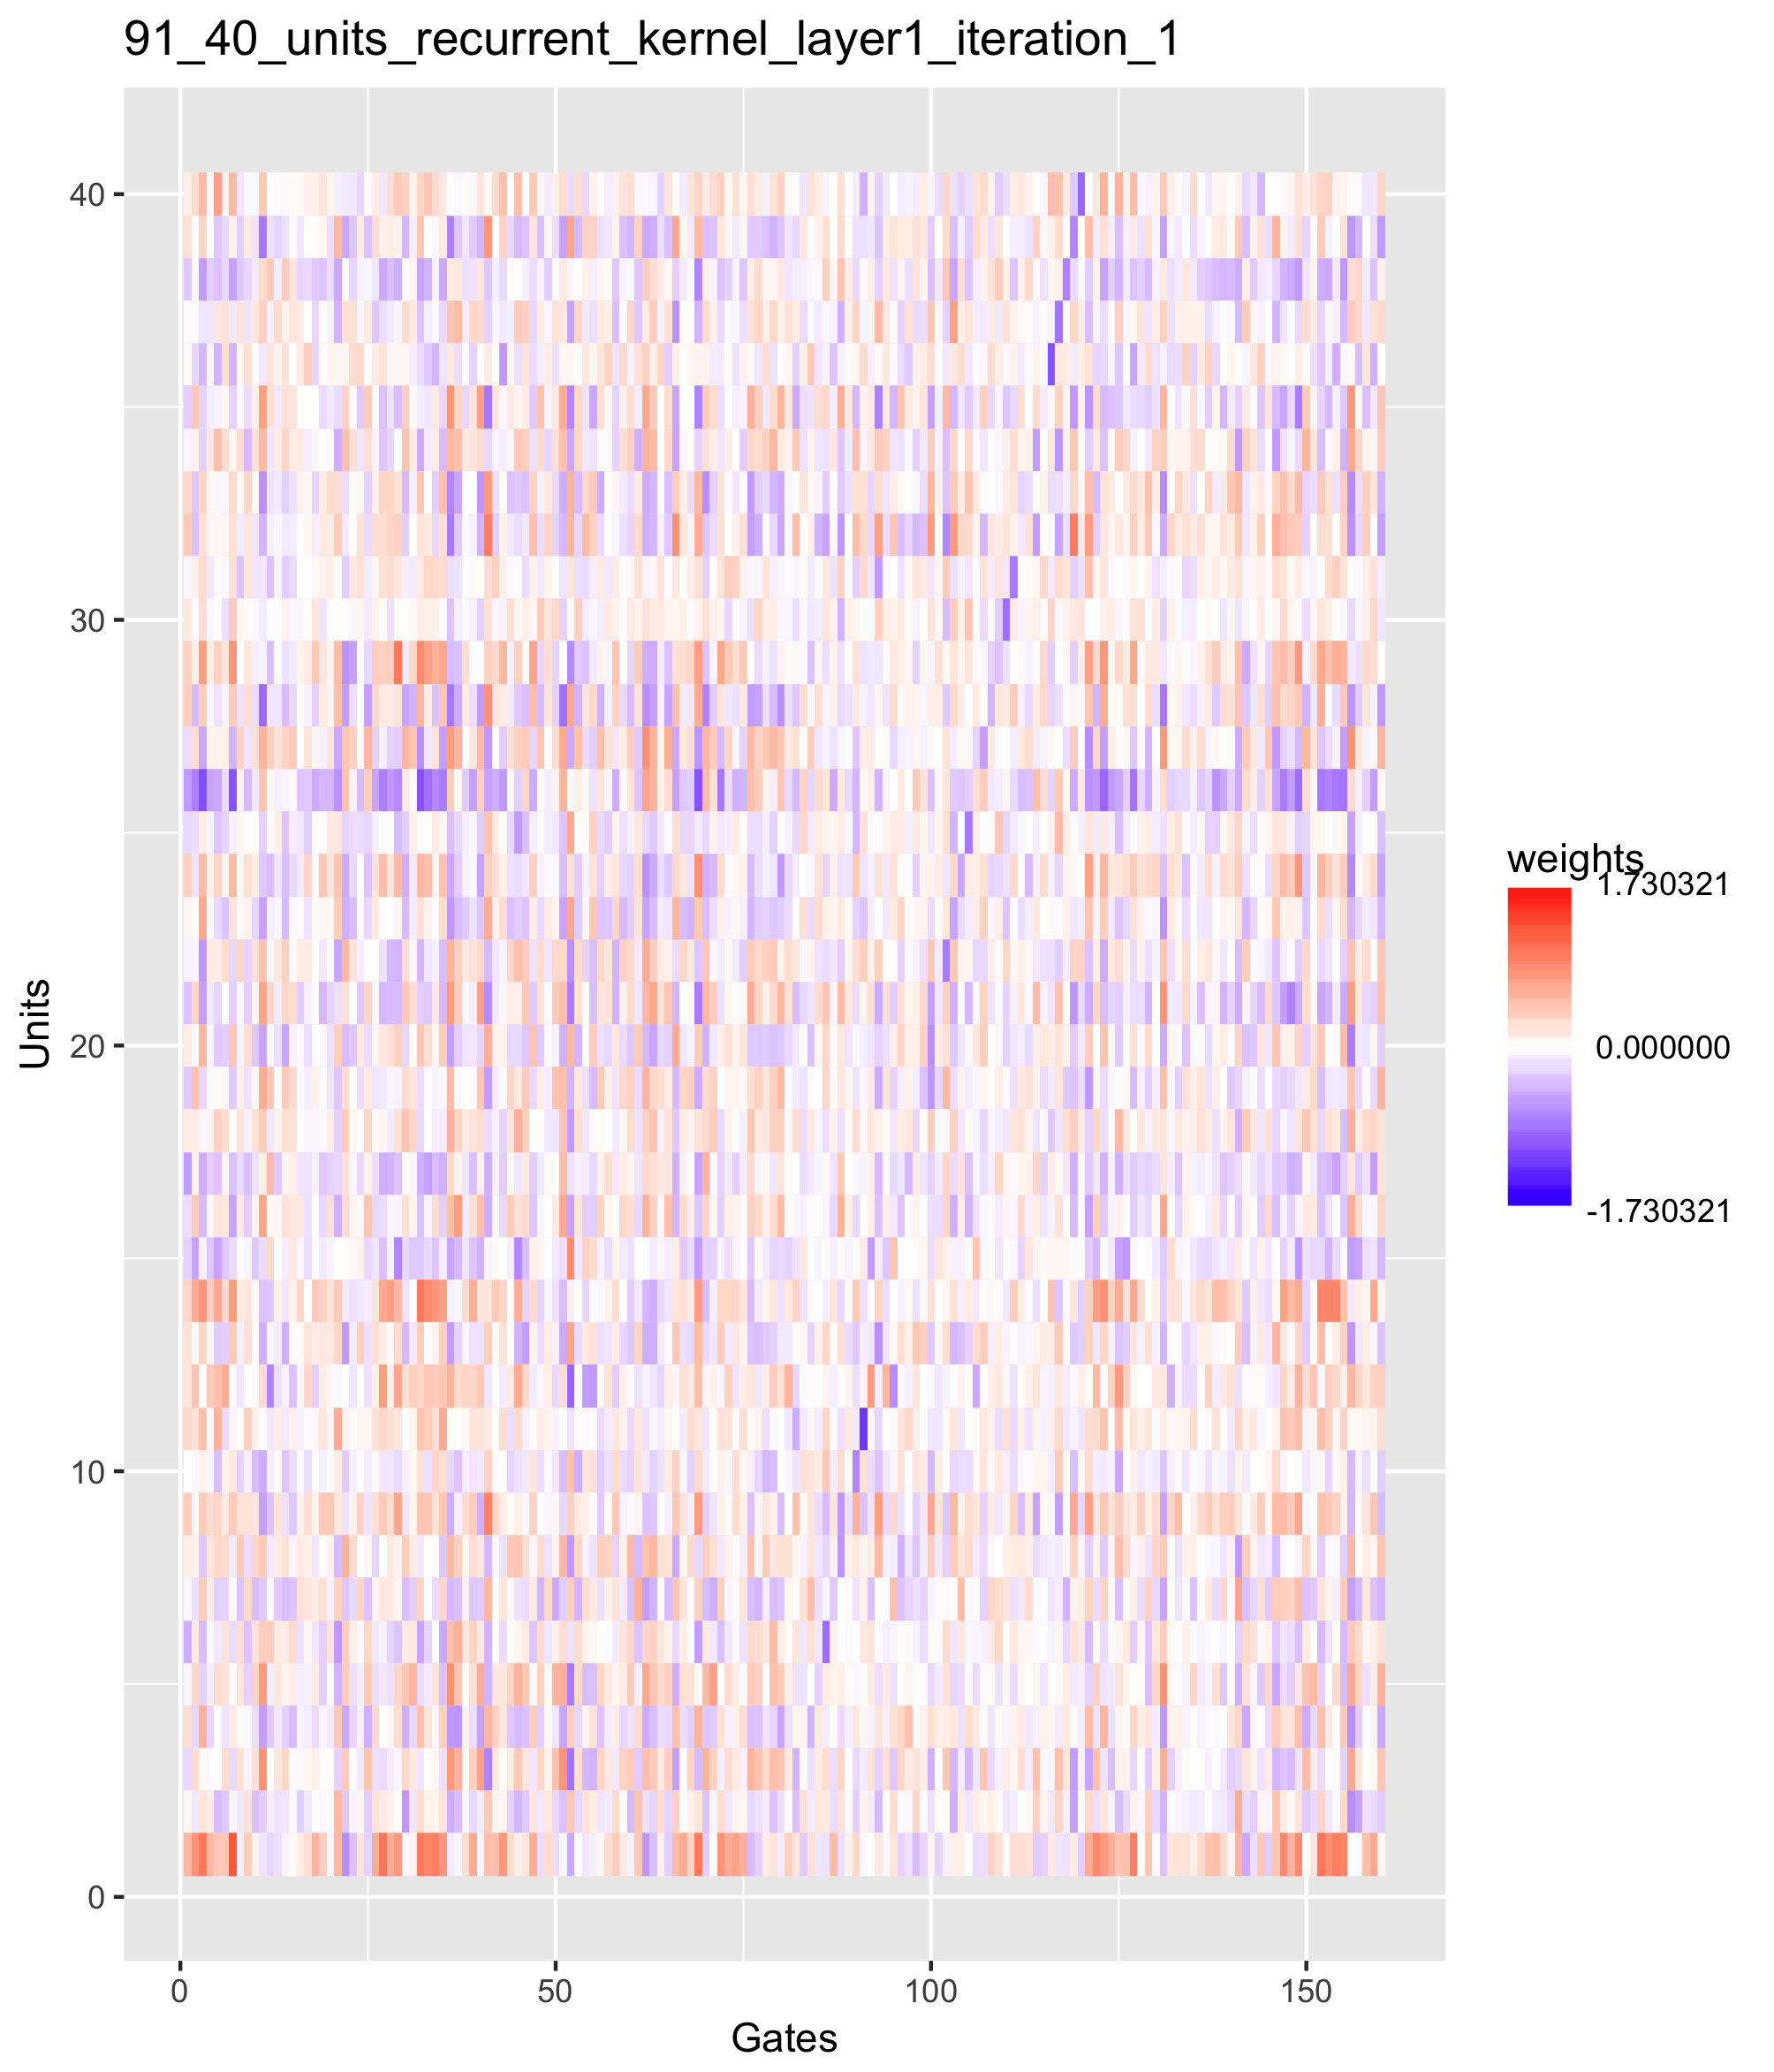 91_40_units_recurrent_kernel_layer1_iteration_1
40
30
20
10
0
Units
0 50 100 150
Gates
weights
1.730321
0.000000
-1.730321